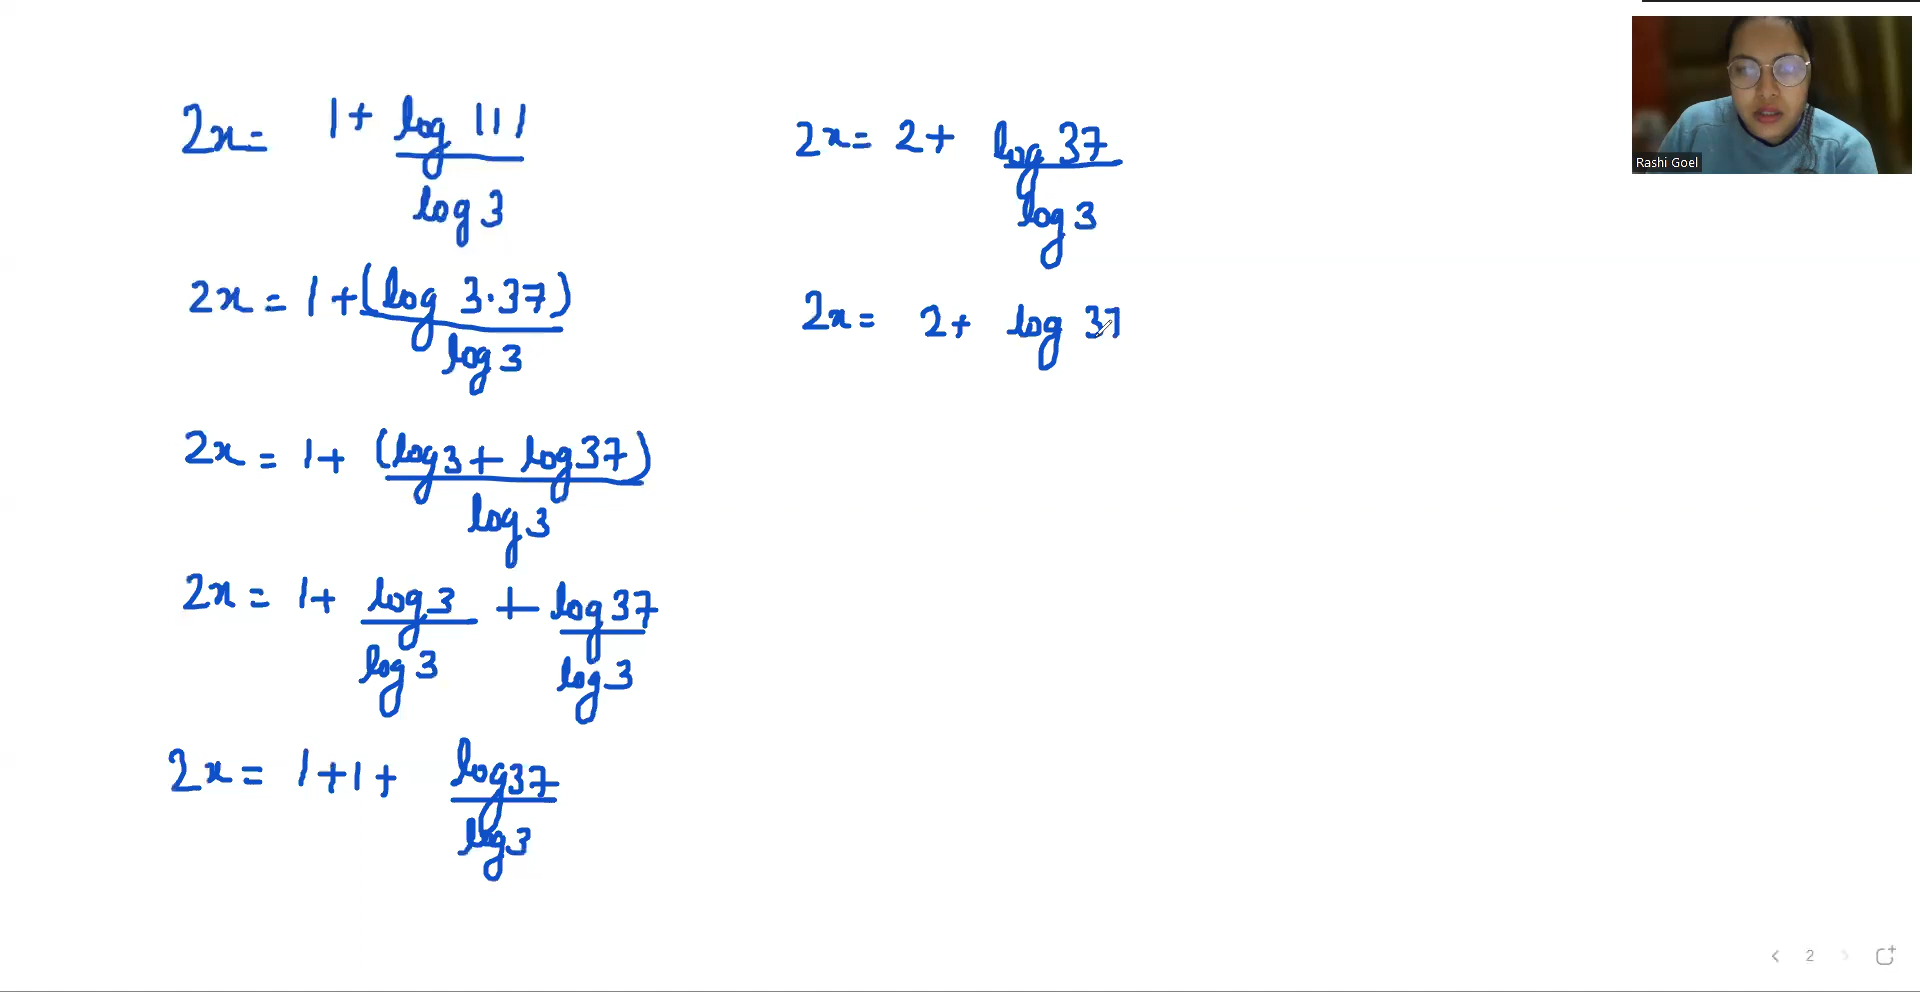 2x = 1 + log 111 / log 3
2x = 1 + (log 3·37) / log 3
2x = 1 + (log 3 + log 37) / log 3
2x = 1 + log 3 / log 3 + log 37 / log 3
2x = 1 + 1 + log 37 / log 3
2x = 2 + log 37 / log 3
2x = 2 + log 37
Rashi Goel
2